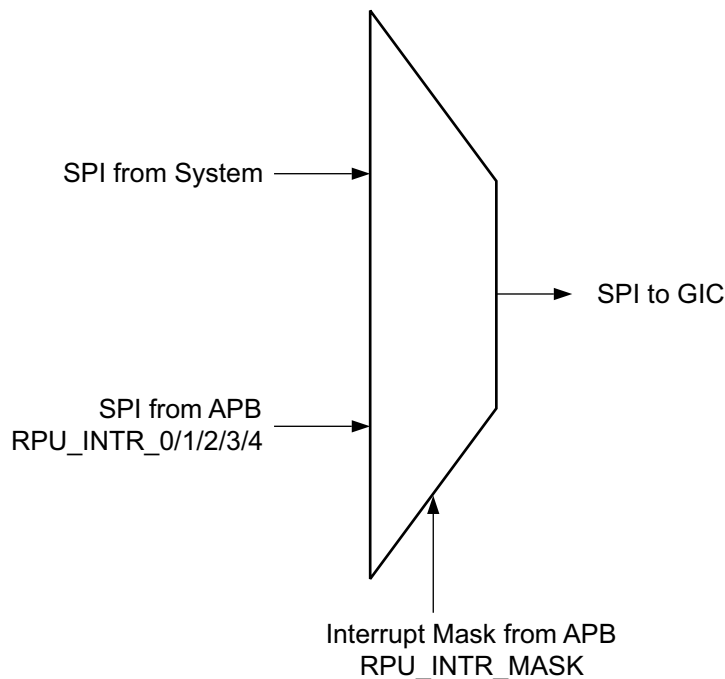 SPI from System
SPI to GIC
SPI from APB
RPU_INTR_0/1/2/3/4
Interrupt Mask from APB
RPU_INTR_MASK